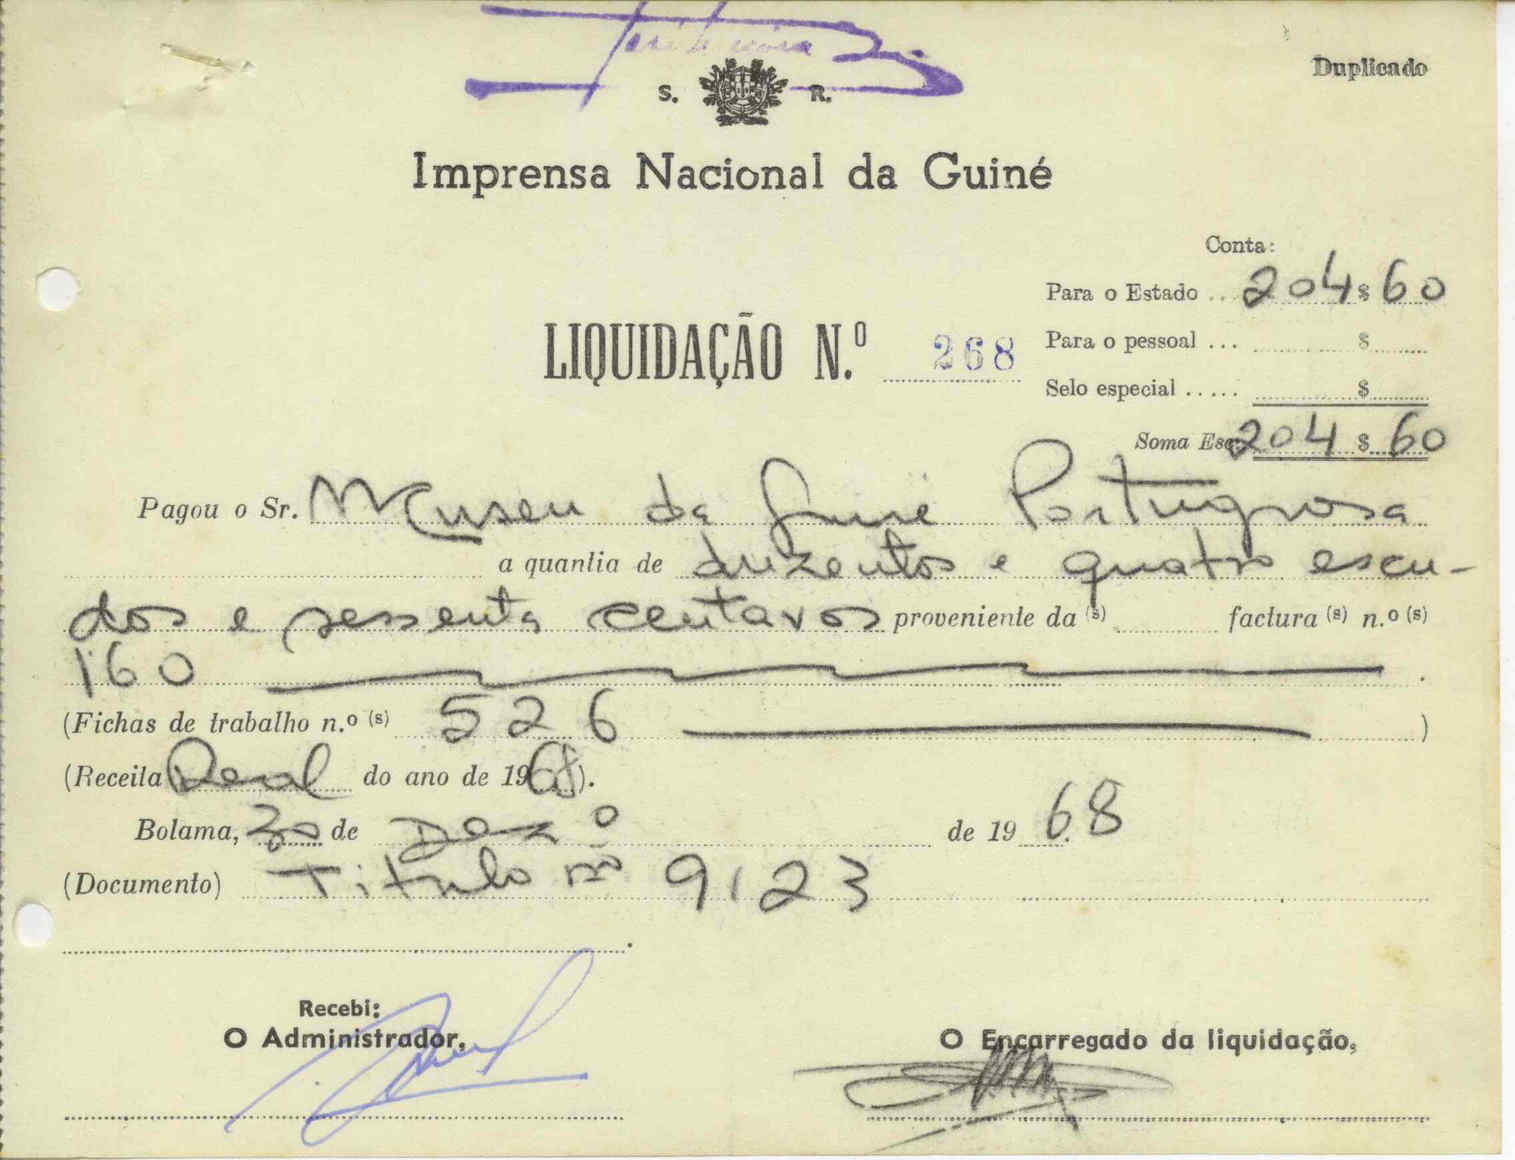 Duplicado
S. R.
Imprensa Nacional da Guiné
Conta:
Para o Estado .. 204 $ 60
LIQUIDAÇÃO N.º 268
Para o pessoal ... $
Selo especial ..... $
Soma Esc. 204 $ 60
Pagou o Sr. Museu da Guiné Portuguesa
a quantia de duzentos e quatro escu-
dos e sessenta centavos proveniente da (s) factura (s) n.º (s)
160
(Fichas de trabalho n.º (s) 526 )
(Receita Real do ano de 1968).
Bolama, 30 de Dez.º de 19 68
(Documento) Titulo nº 9123
Recebi:
O Administrador,
O Encarregado da liquidação,